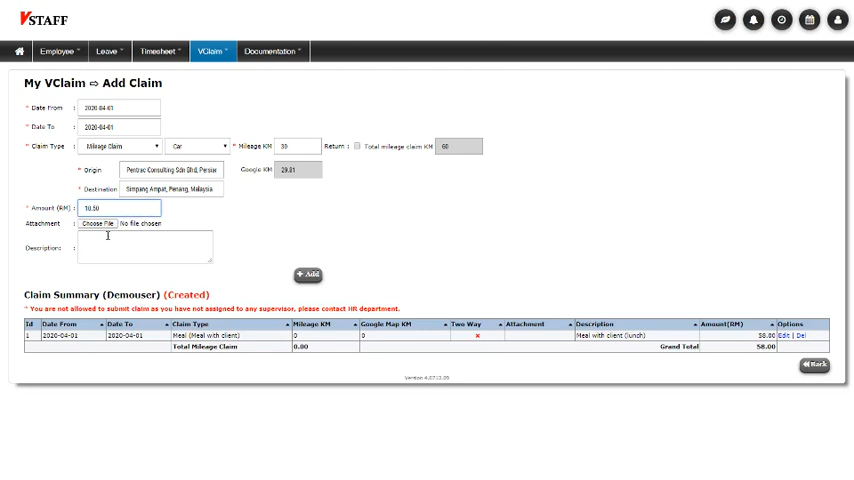 VSTAFF
Employee Leave Timesheet VClaim Documentation
My VClaim ⇨ Add Claim
* Date From : 2020-04-01
* Date To : 2020-04-01
* Claim Type : Mileage Claim Car * Mileage KM 30 Return : Total mileage claim KM 60
* Origin Pentrac Consulting Sdn Bhd, Persiar Google KM 29.81
* Destination Simpang Ampat, Penang, Malaysia
* Amount (RM) : 10.50
Attachment : Choose File No file chosen
Description: :
+ Add
Claim Summary (Demouser) (Created)
* You are not allowed to submit claim as you have not assigned to any supervisor, please contact HR department.
Id Date From Date To Claim Type Mileage KM Google Map KM Two Way Attachment Description Amount(RM) Options
1 2020-04-01 2020-04-01 Meal (Meal with client) 0 0 Meal with client (lunch) 58.00 Edit | Del
Total Mileage Claim 0.00 Grand Total 58.00
Back